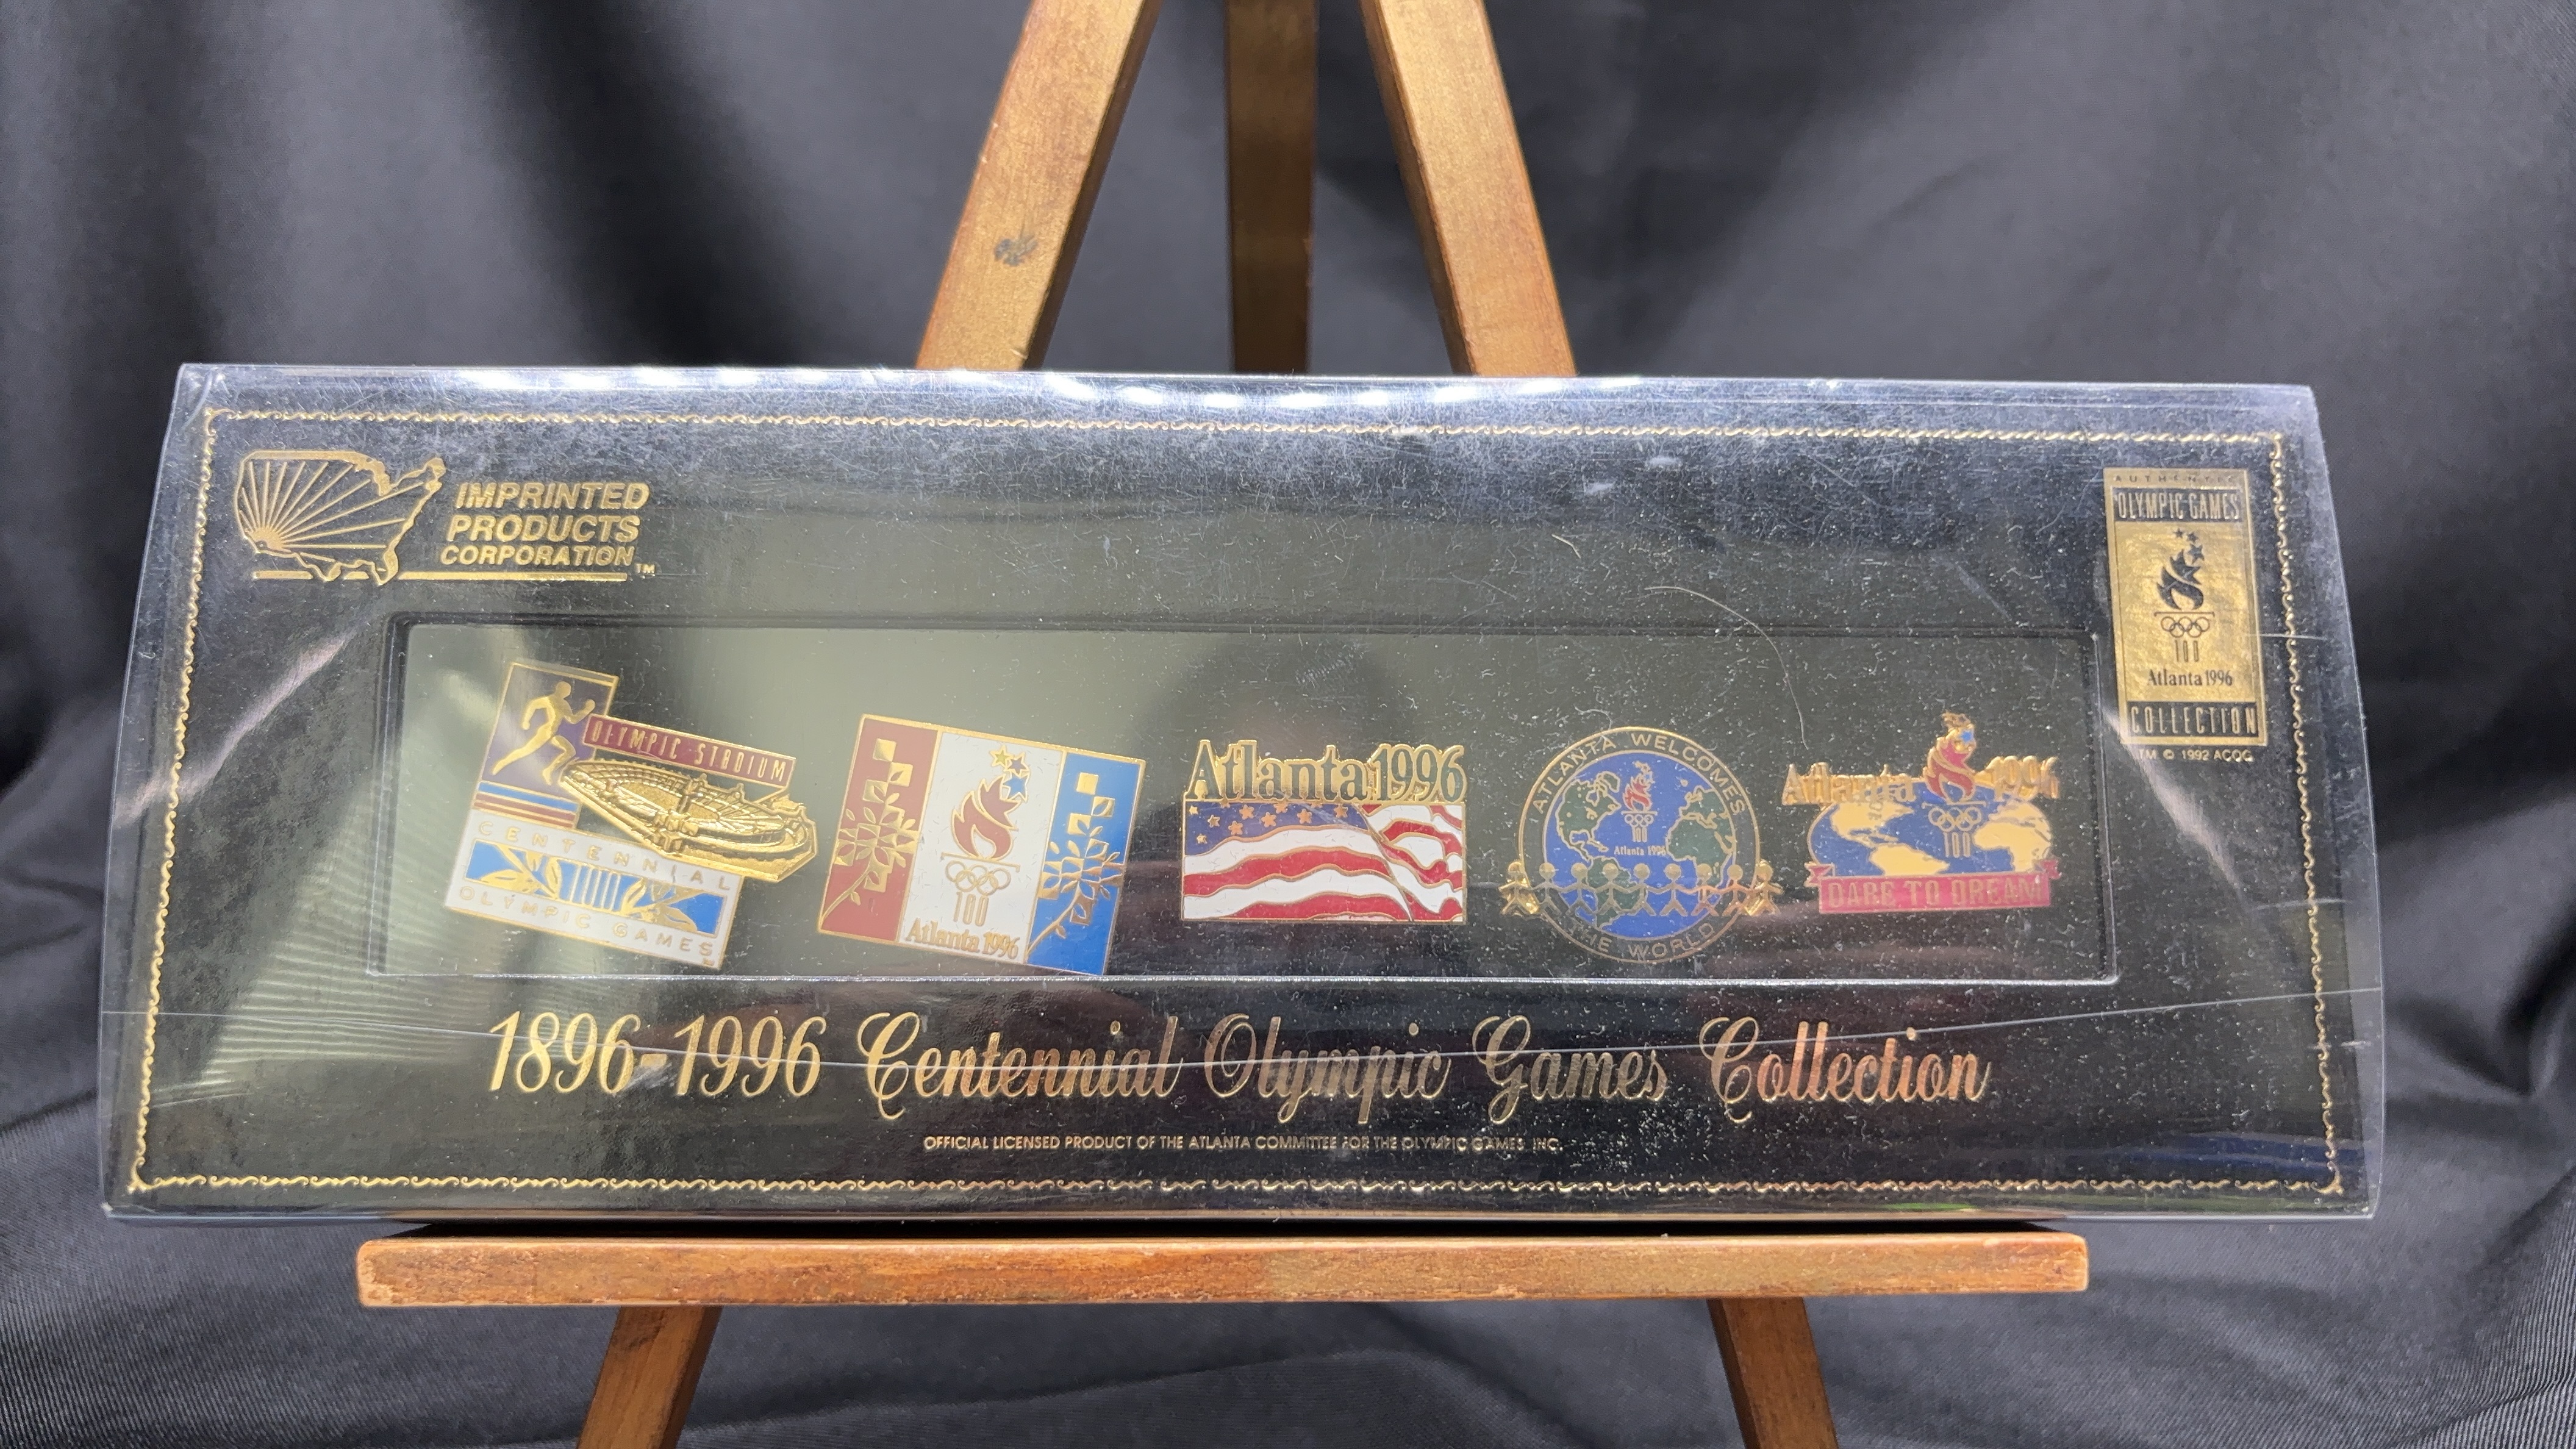 IMPRINTED
PRODUCTS
CORPORATION™
AUTHENTIC
OLYMPIC GAMES
100
Atlanta 1996
COLLECTION
TM © 1992 ACOG
OLYMPIC STADIUM
CENTENNIAL
OLYMPIC GAMES
100
Atlanta 1996
Atlanta 1996
ATLANTA WELCOMES
Atlanta 1996
THE WORLD
Atlanta 1996
100
DARE TO DREAM
1896-1996 Centennial Olympic Games Collection
OFFICIAL LICENSED PRODUCT OF THE ATLANTA COMMITTEE FOR THE OLYMPIC GAMES, INC.